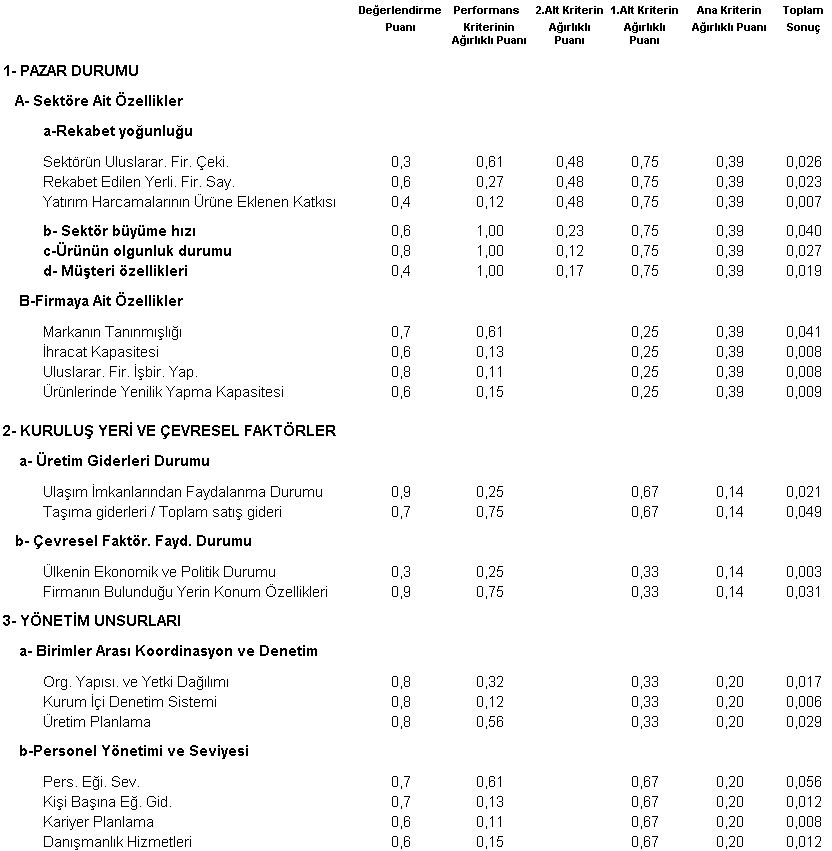 Değerlendirme Performans 2.Alt Kriterin 1.Alt Kriterin Ana Kriterin Toplam
Puanı Kriterinin Ağırlıklı Ağırlıklı Ağırlıklı Puanı Sonuç
Ağırlıklı Puanı Puanı Puanı
1- PAZAR DURUMU
A- Sektöre Ait Özellikler
a-Rekabet yoğunluğu
Sektörün Uluslarar. Fir. Çeki. 0,3 0,61 0,48 0,75 0,39 0,026
Rekabet Edilen Yerli. Fir. Say. 0,6 0,27 0,48 0,75 0,39 0,023
Yatırım Harcamalarının Ürüne Eklenen Katkısı 0,4 0,12 0,48 0,75 0,39 0,007
b- Sektör büyüme hızı 0,6 1,00 0,23 0,75 0,39 0,040
c-Ürünün olgunluk durumu 0,8 1,00 0,12 0,75 0,39 0,027
d- Müşteri özellikleri 0,4 1,00 0,17 0,75 0,39 0,019
B-Firmaya Ait Özellikler
Markanın Tanınmışlığı 0,7 0,61 0,25 0,39 0,041
İhracat Kapasitesi 0,6 0,13 0,25 0,39 0,008
Uluslarar. Fir. İşbir. Yap. 0,8 0,11 0,25 0,39 0,008
Ürünlerinde Yenilik Yapma Kapasitesi 0,6 0,15 0,25 0,39 0,009
2- KURULUŞ YERİ VE ÇEVRESEL FAKTÖRLER
a- Üretim Giderleri Durumu
Ulaşım İmkanlarından Faydalanma Durumu 0,9 0,25 0,67 0,14 0,021
Taşıma giderleri / Toplam satış gideri 0,7 0,75 0,67 0,14 0,049
b- Çevresel Faktör. Fayd. Durumu
Ülkenin Ekonomik ve Politik Durumu 0,3 0,25 0,33 0,14 0,003
Firmanın Bulunduğu Yerin Konum Özellikleri 0,9 0,75 0,33 0,14 0,031
3- YÖNETİM UNSURLARI
a- Birimler Arası Koordinasyon ve Denetim
Org. Yapısı. ve Yetki Dağılımı 0,8 0,32 0,33 0,20 0,017
Kurum İçi Denetim Sistemi 0,8 0,12 0,33 0,20 0,006
Üretim Planlama 0,8 0,56 0,33 0,20 0,029
b-Personel Yönetimi ve Seviyesi
Pers. Eği. Sev. 0,7 0,61 0,67 0,20 0,056
Kişi Başına Eğ. Gid. 0,7 0,13 0,67 0,20 0,012
Kariyer Planlama 0,6 0,11 0,67 0,20 0,008
Danışmanlık Hizmetleri 0,6 0,15 0,67 0,20 0,012